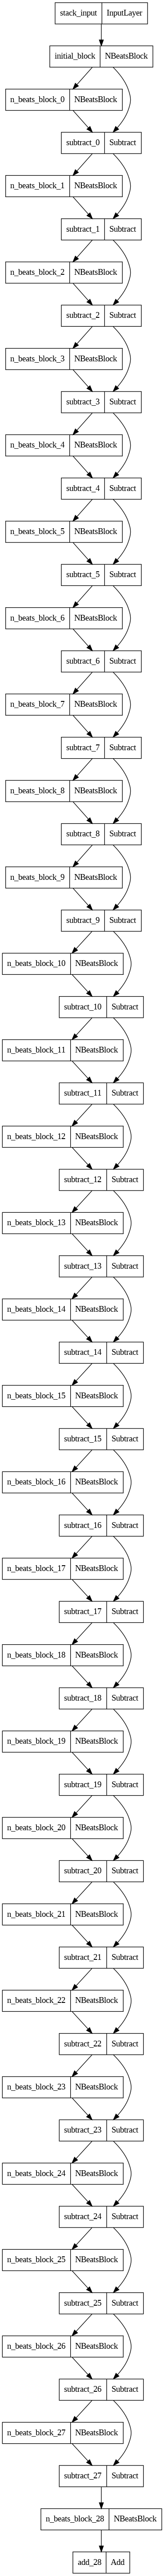 stack_input InputLayer
initial_block NBeatsBlock
n_beats_block_0 NBeatsBlock
subtract_0 Subtract
n_beats_block_1 NBeatsBlock
subtract_1 Subtract
n_beats_block_2 NBeatsBlock
subtract_2 Subtract
n_beats_block_3 NBeatsBlock
subtract_3 Subtract
n_beats_block_4 NBeatsBlock
subtract_4 Subtract
n_beats_block_5 NBeatsBlock
subtract_5 Subtract
n_beats_block_6 NBeatsBlock
subtract_6 Subtract
n_beats_block_7 NBeatsBlock
subtract_7 Subtract
n_beats_block_8 NBeatsBlock
subtract_8 Subtract
n_beats_block_9 NBeatsBlock
subtract_9 Subtract
n_beats_block_10 NBeatsBlock
subtract_10 Subtract
n_beats_block_11 NBeatsBlock
subtract_11 Subtract
n_beats_block_12 NBeatsBlock
subtract_12 Subtract
n_beats_block_13 NBeatsBlock
subtract_13 Subtract
n_beats_block_14 NBeatsBlock
subtract_14 Subtract
n_beats_block_15 NBeatsBlock
subtract_15 Subtract
n_beats_block_16 NBeatsBlock
subtract_16 Subtract
n_beats_block_17 NBeatsBlock
subtract_17 Subtract
n_beats_block_18 NBeatsBlock
subtract_18 Subtract
n_beats_block_19 NBeatsBlock
subtract_19 Subtract
n_beats_block_20 NBeatsBlock
subtract_20 Subtract
n_beats_block_21 NBeatsBlock
subtract_21 Subtract
n_beats_block_22 NBeatsBlock
subtract_22 Subtract
n_beats_block_23 NBeatsBlock
subtract_23 Subtract
n_beats_block_24 NBeatsBlock
subtract_24 Subtract
n_beats_block_25 NBeatsBlock
subtract_25 Subtract
n_beats_block_26 NBeatsBlock
subtract_26 Subtract
n_beats_block_27 NBeatsBlock
subtract_27 Subtract
n_beats_block_28 NBeatsBlock
add_28 Add